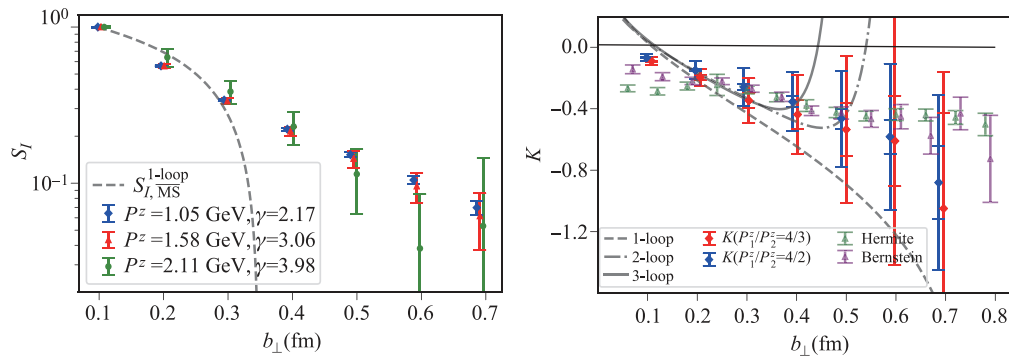 10⁰
10⁻¹
S_I
S_{I, \overline{MS}}^{1-loop}
P^z =1.05 GeV, γ=2.17
P^z =1.58 GeV, γ=3.06
P^z =2.11 GeV, γ=3.98
0.1 0.2 0.3 0.4 0.5 0.6 0.7
b_⊥(fm)
0.0
-0.4
-0.8
-1.2
K
1-loop
2-loop
3-loop
K(P_1^z/P_2^z=4/3)
K(P_1^z/P_2^z=4/2)
Hermite
Bernstein
0.1 0.2 0.3 0.4 0.5 0.6 0.7 0.8
b_⊥(fm)